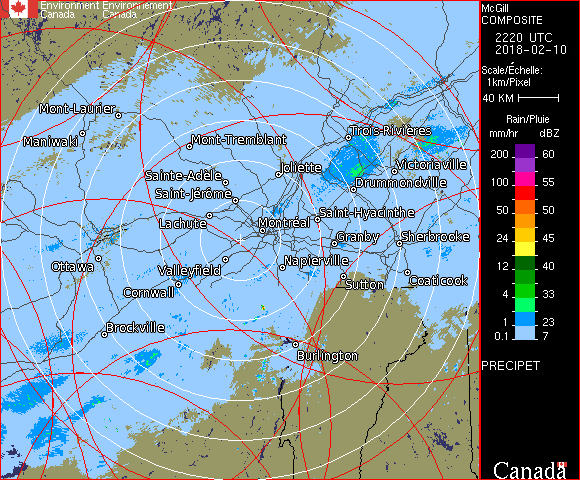 Environment Environnement
Canada Canada
McGill
COMPOSITE
2220 UTC
2018-02-10
Scale/Échelle:
1km/Pixel
40 KM
Rain/Pluie
mm/hr dBZ
200 60
100 55
50 50
24 45
12 40
4 33
1 23
0.1 7
PRECIPET
Canada
Mont-Laurier
Maniwaki
Mont-Tremblant
Trois-Rivières
Joliette
Victoriaville
Sainte-Adèle
Drummondville
Saint-Jérôme
Lachute
Saint-Hyacinthe
Montréal
Granby
Sherbrooke
Ottawa
Valleyfield
Napierville
Sutton
Coaticook
Cornwall
Brockville
Burlington